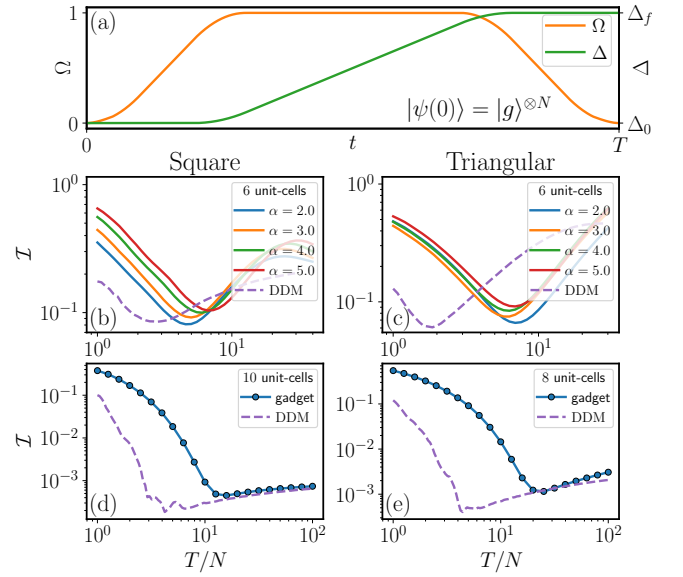 (a)
1
0
Ω
Ω
Δ
Δ_f
Δ
Δ_0
|ψ(0)⟩ = |g⟩^{⊗N}
0
t
T
Square
Triangular
10^0
10^{-1}
I
6 unit-cells
α = 2.0
α = 3.0
α = 4.0
α = 5.0
DDM
(b)
10^0
10^1
10^0
10^{-1}
6 unit-cells
α = 2.0
α = 3.0
α = 4.0
α = 5.0
DDM
(c)
10^0
10^1
10^{-1}
10^{-2}
10^{-3}
I
10 unit-cells
gadget
DDM
(d)
10^0
10^1
10^2
T/N
10^{-1}
10^{-2}
10^{-3}
8 unit-cells
gadget
DDM
(e)
10^0
10^1
10^2
T/N